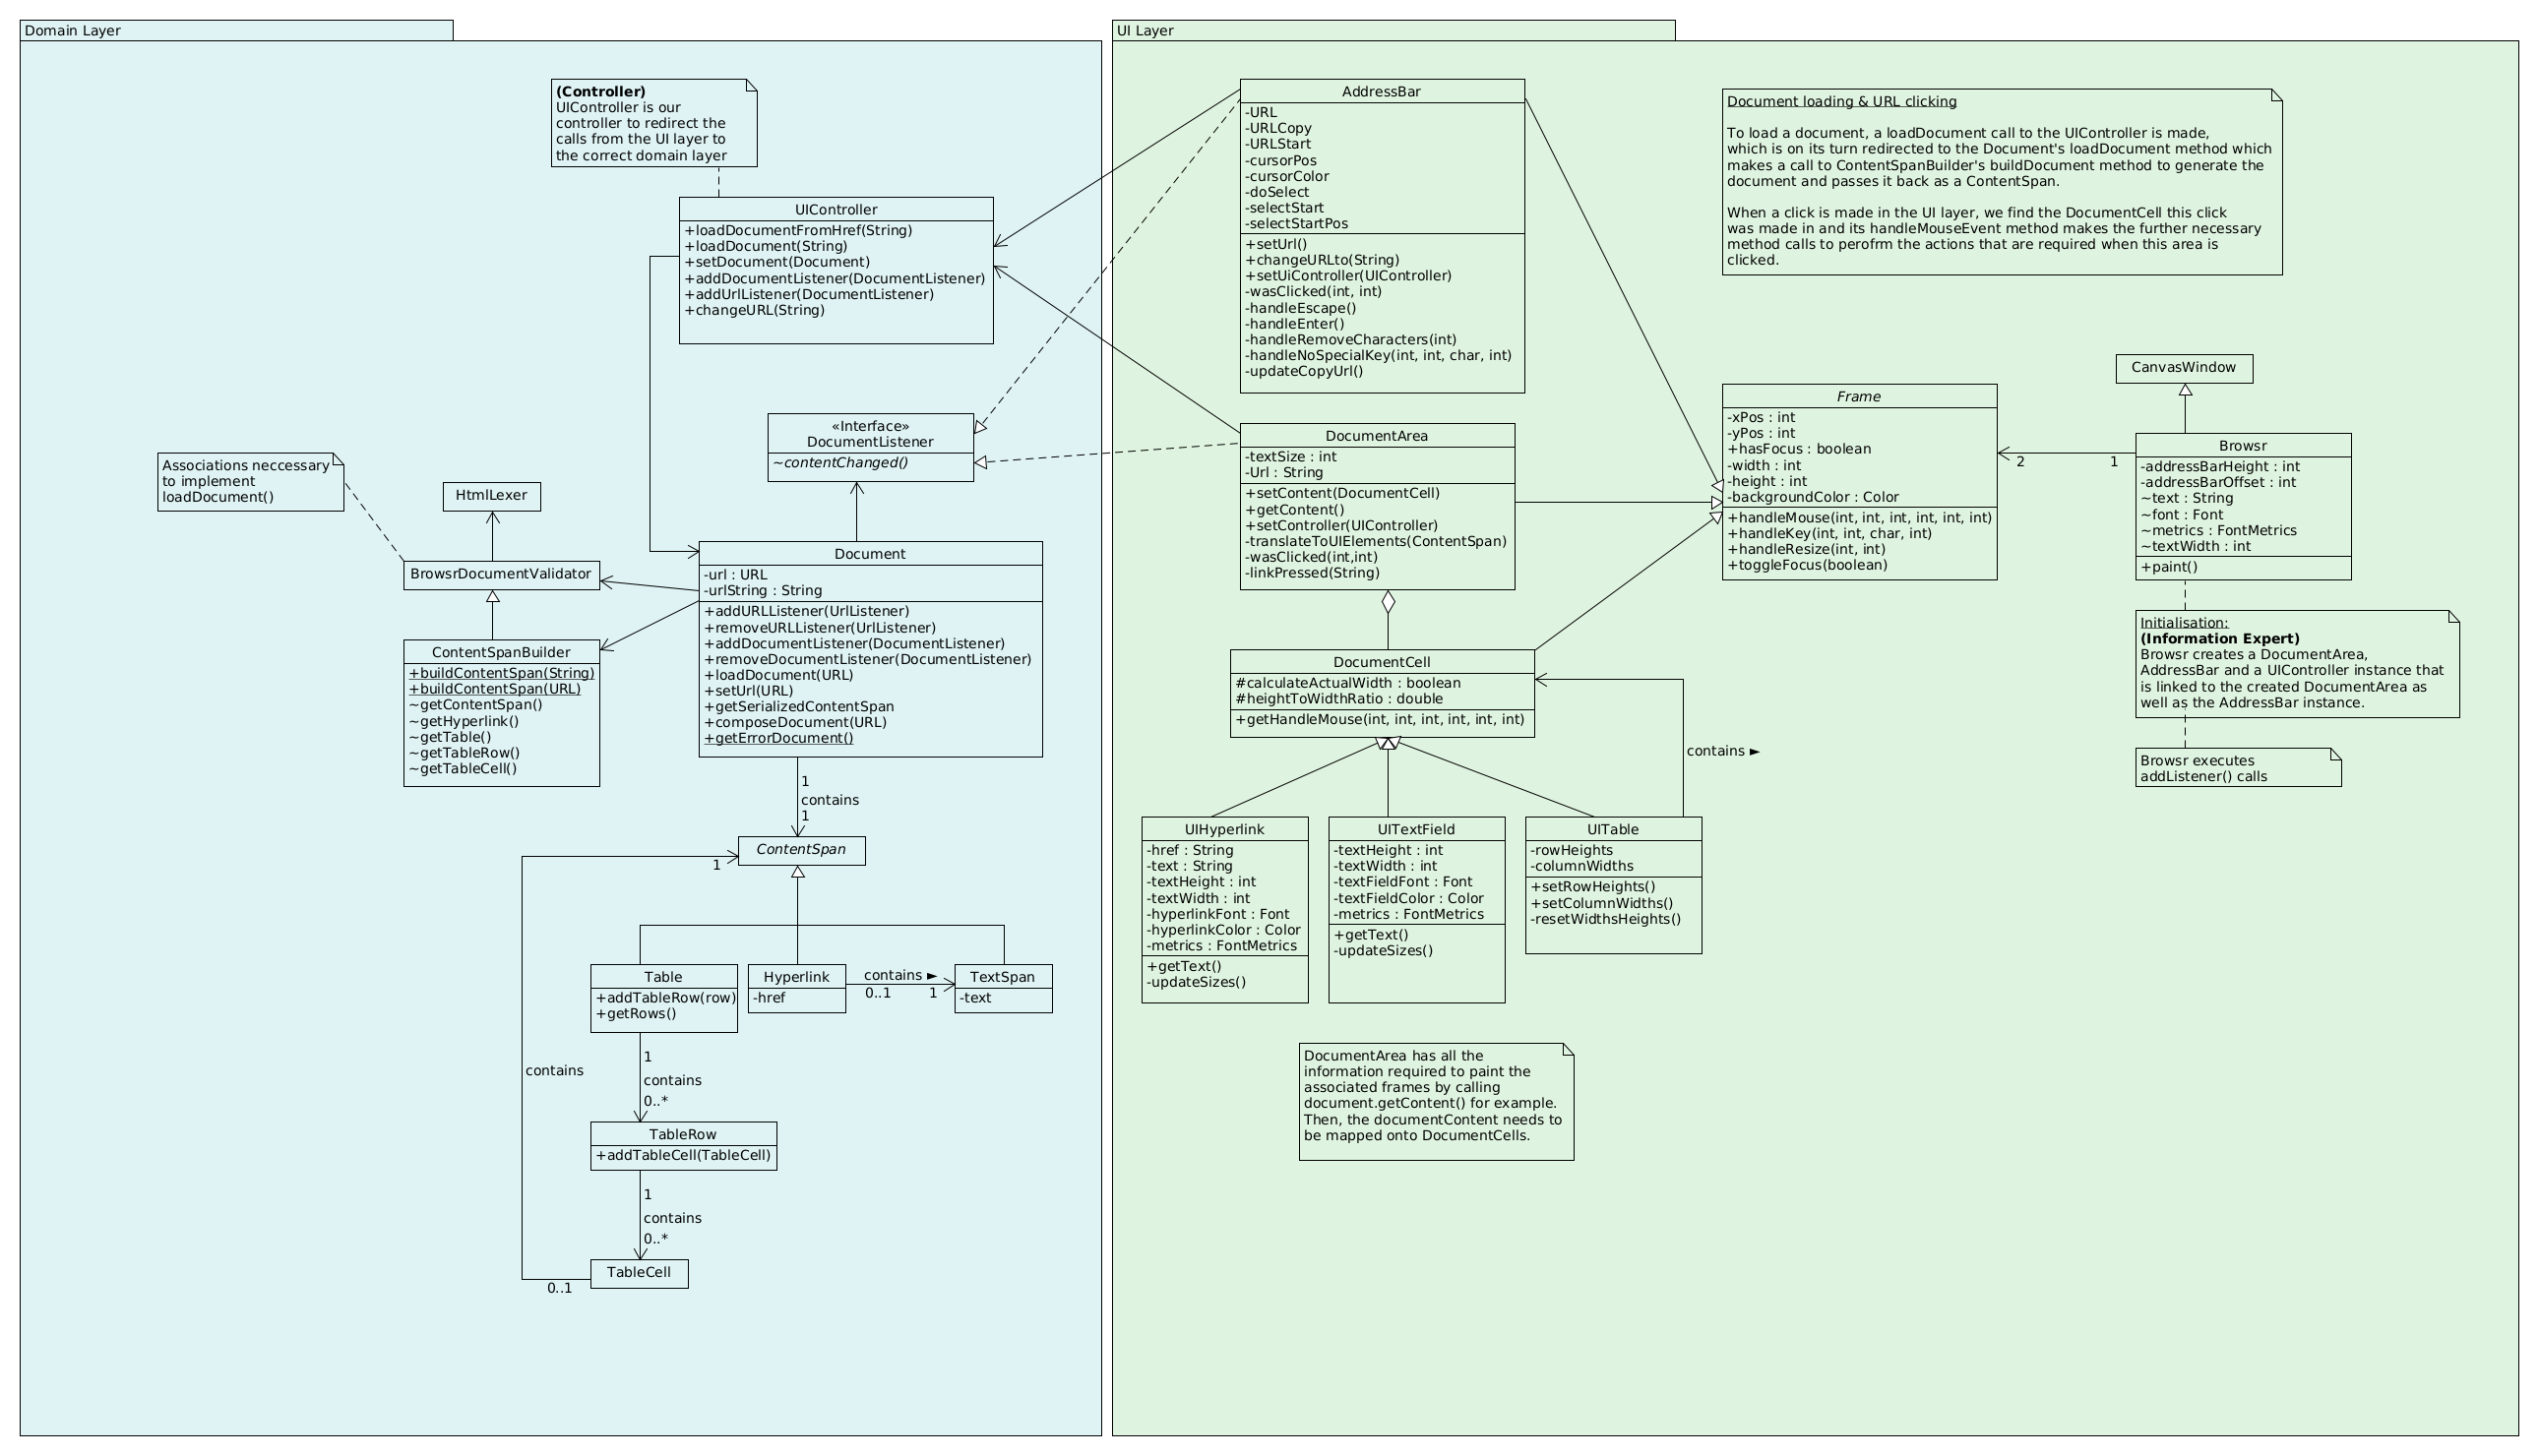 Domain Layer
(Controller)
UIController is our
controller to redirect the
calls from the UI layer to
the correct domain layer
UIController
+loadDocumentFromHref(String)
+loadDocument(String)
+setDocument(Document)
+addDocumentListener(DocumentListener)
+addUrlListener(DocumentListener)
+changeURL(String)
«Interface»
DocumentListener
~contentChanged()
Associations neccessary
to implement
loadDocument()
HtmlLexer
BrowsrDocumentValidator
ContentSpanBuilder
+buildContentSpan(String)
+buildContentSpan(URL)
~getContentSpan()
~getHyperlink()
~getTable()
~getTableRow()
~getTableCell()
Document
-url : URL
-urlString : String
+addURLListener(UrlListener)
+removeURLListener(UrlListener)
+addDocumentListener(DocumentListener)
+removeDocumentListener(DocumentListener)
+loadDocument(URL)
+setUrl(URL)
+getSerializedContentSpan
+composeDocument(URL)
+getErrorDocument()
1
contains
1
ContentSpan
1
Table
+addTableRow(row)
+getRows()
Hyperlink
-href
contains ►
0..1 1
TextSpan
-text
contains
1
contains
0..*
TableRow
+addTableCell(TableCell)
1
contains
0..*
TableCell
0..1
UI Layer
AddressBar
-URL
-URLCopy
-URLStart
-cursorPos
-cursorColor
-doSelect
-selectStart
-selectStartPos
+setUrl()
+changeURLto(String)
+setUiController(UIController)
-wasClicked(int, int)
-handleEscape()
-handleEnter()
-handleRemoveCharacters(int)
-handleNoSpecialKey(int, int, char, int)
-updateCopyUrl()
Document loading & URL clicking
To load a document, a loadDocument call to the UIController is made,
which is on its turn redirected to the Document's loadDocument method which
makes a call to ContentSpanBuilder's buildDocument method to generate the
document and passes it back as a ContentSpan.
When a click is made in the UI layer, we find the DocumentCell this click
was made in and its handleMouseEvent method makes the further necessary
method calls to perofrm the actions that are required when this area is
clicked.
DocumentArea
-textSize : int
-Url : String
+setContent(DocumentCell)
+getContent()
+setController(UIController)
-translateToUIElements(ContentSpan)
-wasClicked(int,int)
-linkPressed(String)
Frame
-xPos : int
-yPos : int
+hasFocus : boolean
-width : int
-height : int
-backgroundColor : Color
+handleMouse(int, int, int, int, int, int)
+handleKey(int, int, char, int)
+handleResize(int, int)
+toggleFocus(boolean)
2 1
CanvasWindow
Browsr
-addressBarHeight : int
-addressBarOffset : int
~text : String
~font : Font
~metrics : FontMetrics
~textWidth : int
+paint()
Initialisation:
(Information Expert)
Browsr creates a DocumentArea,
AddressBar and a UIController instance that
is linked to the created DocumentArea as
well as the AddressBar instance.
Browsr executes
addListener() calls
DocumentCell
#calculateActualWidth : boolean
#heightToWidthRatio : double
+getHandleMouse(int, int, int, int, int, int)
contains ►
UIHyperlink
-href : String
-text : String
-textHeight : int
-textWidth : int
-hyperlinkFont : Font
-hyperlinkColor : Color
-metrics : FontMetrics
+getText()
-updateSizes()
UITextField
-textHeight : int
-textWidth : int
-textFieldFont : Font
-textFieldColor : Color
-metrics : FontMetrics
+getText()
-updateSizes()
UITable
-rowHeights
-columnWidths
+setRowHeights()
+setColumnWidths()
-resetWidthsHeights()
DocumentArea has all the
information required to paint the
associated frames by calling
document.getContent() for example.
Then, the documentContent needs to
be mapped onto DocumentCells.